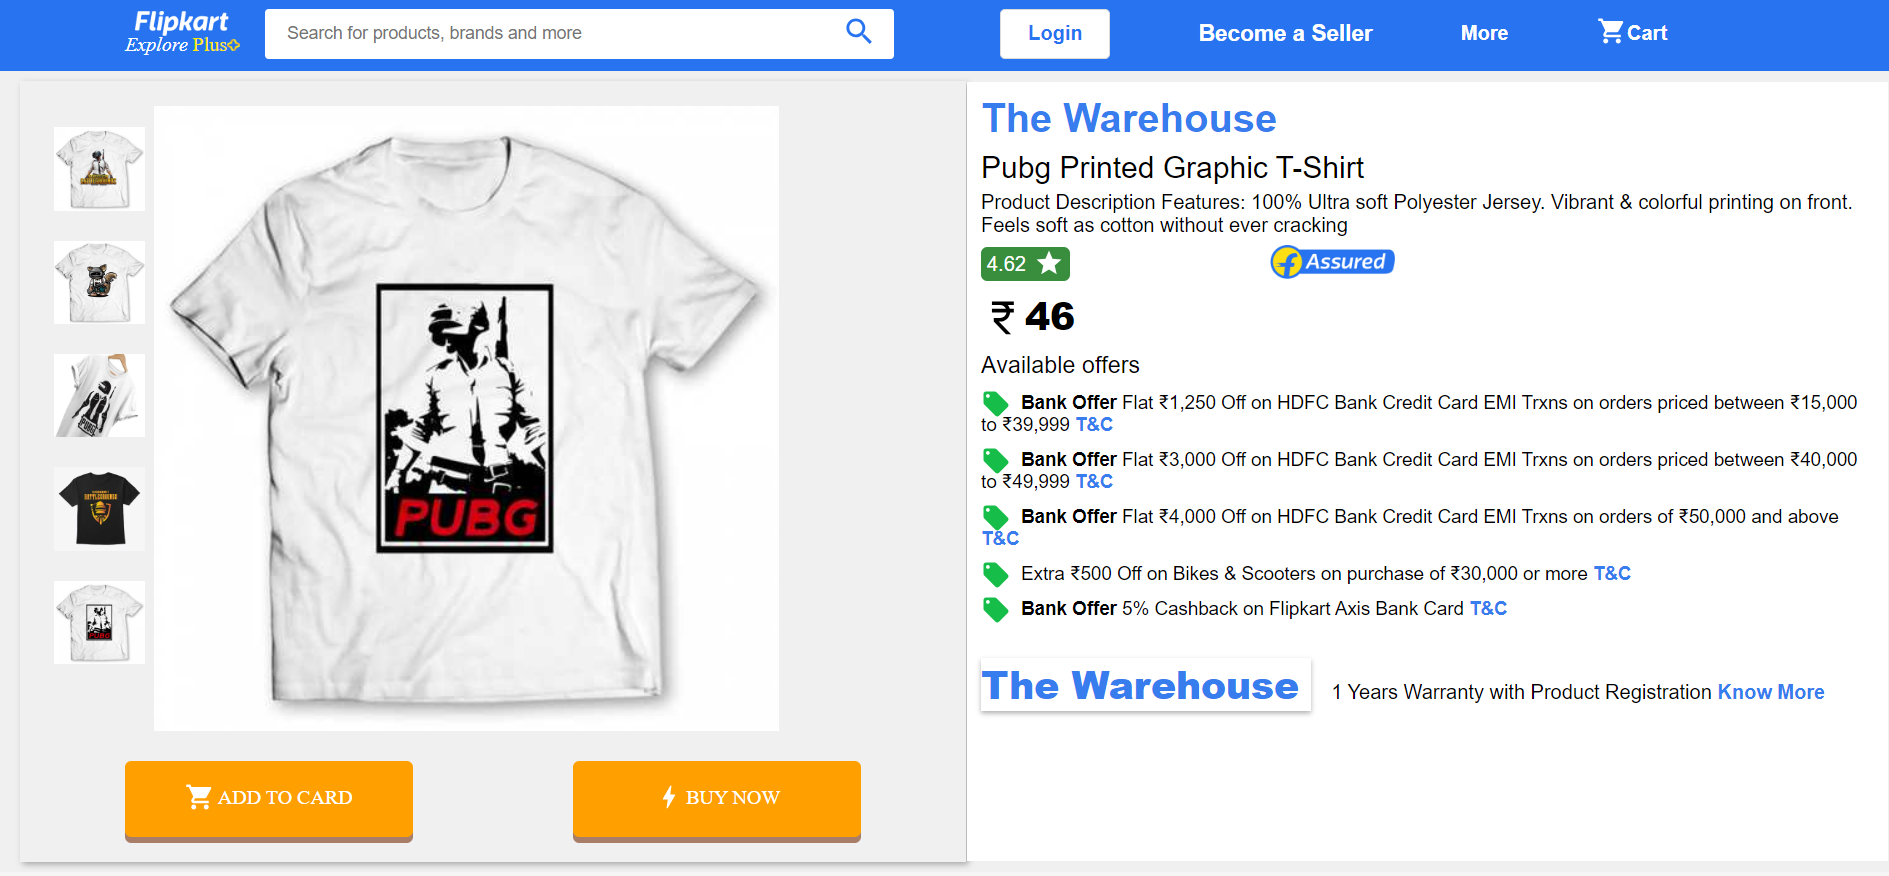 Flipkart
Explore Plus
Search for products, brands and more
Login
Become a Seller
More
Cart
PUBG
ADD TO CARD
BUY NOW
The Warehouse
Pubg Printed Graphic T-Shirt
Product Description Features: 100% Ultra soft Polyester Jersey. Vibrant & colorful printing on front.
Feels soft as cotton without ever cracking
4.62
Assured
₹ 46
Available offers
Bank Offer Flat ₹1,250 Off on HDFC Bank Credit Card EMI Trxns on orders priced between ₹15,000
to ₹39,999 T&C
Bank Offer Flat ₹3,000 Off on HDFC Bank Credit Card EMI Trxns on orders priced between ₹40,000
to ₹49,999 T&C
Bank Offer Flat ₹4,000 Off on HDFC Bank Credit Card EMI Trxns on orders of ₹50,000 and above
T&C
Extra ₹500 Off on Bikes & Scooters on purchase of ₹30,000 or more T&C
Bank Offer 5% Cashback on Flipkart Axis Bank Card T&C
The Warehouse 1 Years Warranty with Product Registration Know More